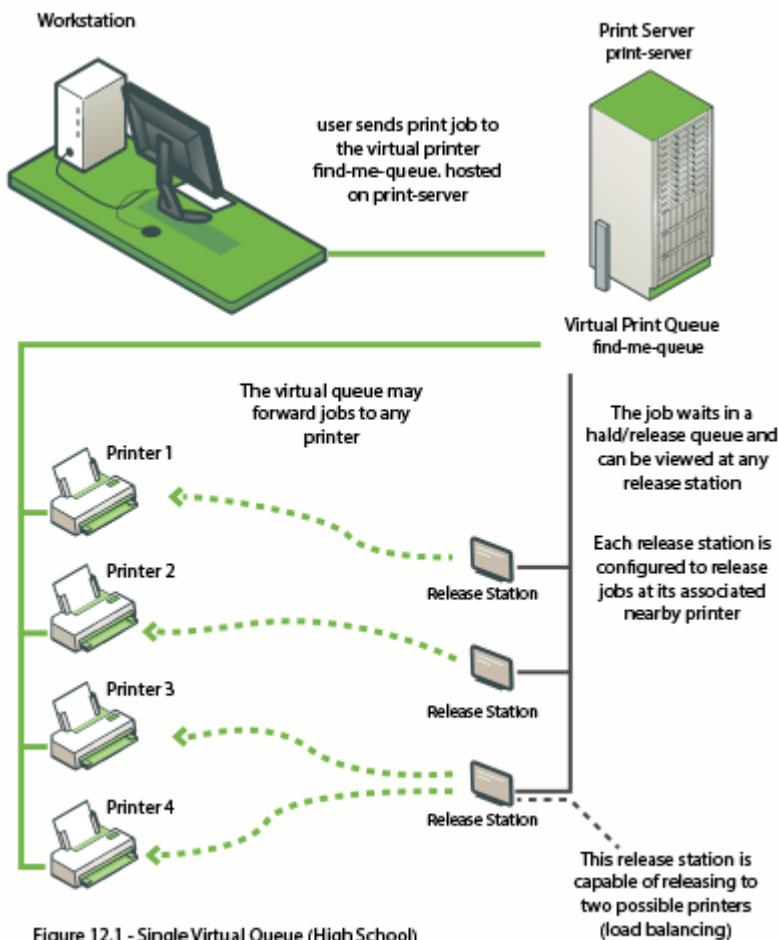 Workstation
Print Server
print-server
user sends print job to
the virtual printer
find-me-queue. hosted
on print-server
Virtual Print Queue
find-me-queue
The virtual queue may
forward jobs to any
printer
The job waits in a
hald/release queue and
can be viewed at any
release station
Printer 1
Each release station is
configured to release
jobs at its associated
nearby printer
Release Station
Printer 2
Release Station
Printer 3
Release Station
Printer 4
This release station is
capable of releasing to
two possible printers
(load balancing)
Figure 12.1 - Single Virtual Queue (High School)